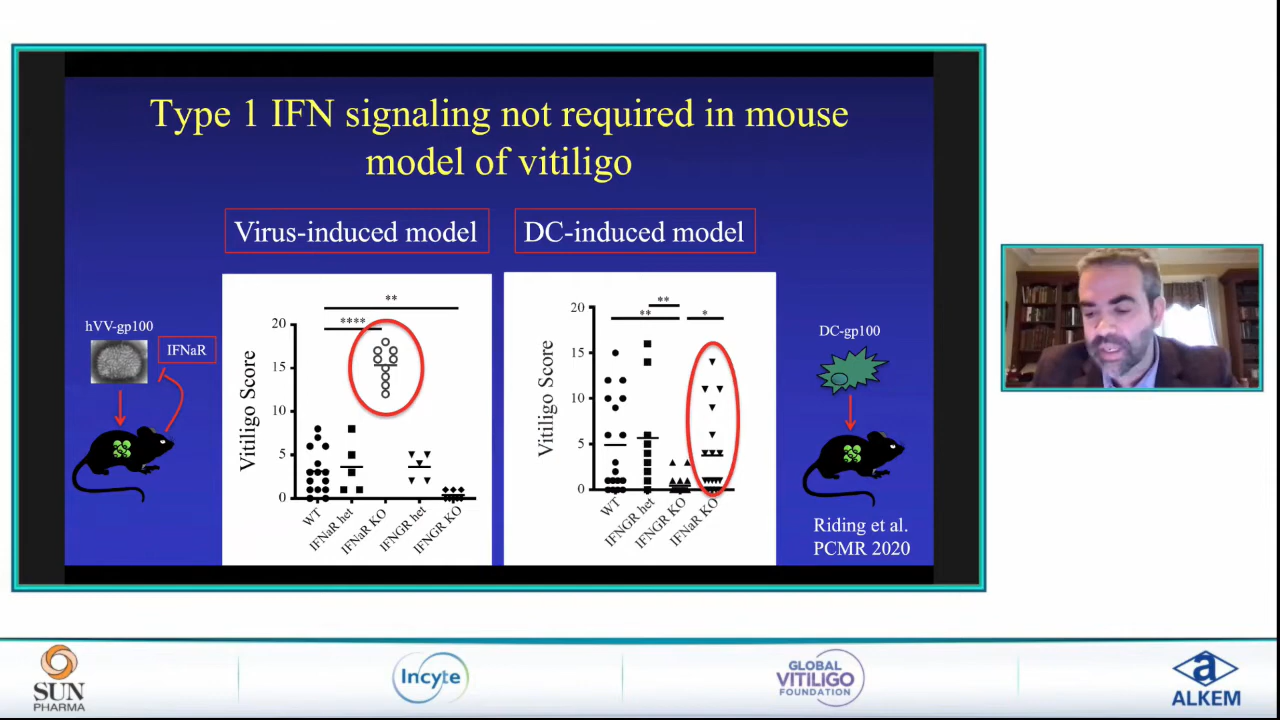 Type 1 IFN signaling not required in mouse
model of vitiligo
Virus-induced model
DC-induced model
hVV-gp100
IFNaR
Vitiligo Score
20
15
10
5
0
**
****
WT
IFNaR het
IFNaR KO
IFNGR het
IFNGR KO
Vitiligo Score
20
15
10
5
0
**
**
*
WT
IFNGR het
IFNGR KO
IFNaR KO
DC-gp100
Riding et al.
PCMR 2020
SUN
PHARMA
Incyte
GLOBAL
VITILIGO
FOUNDATION
a
ALKEM